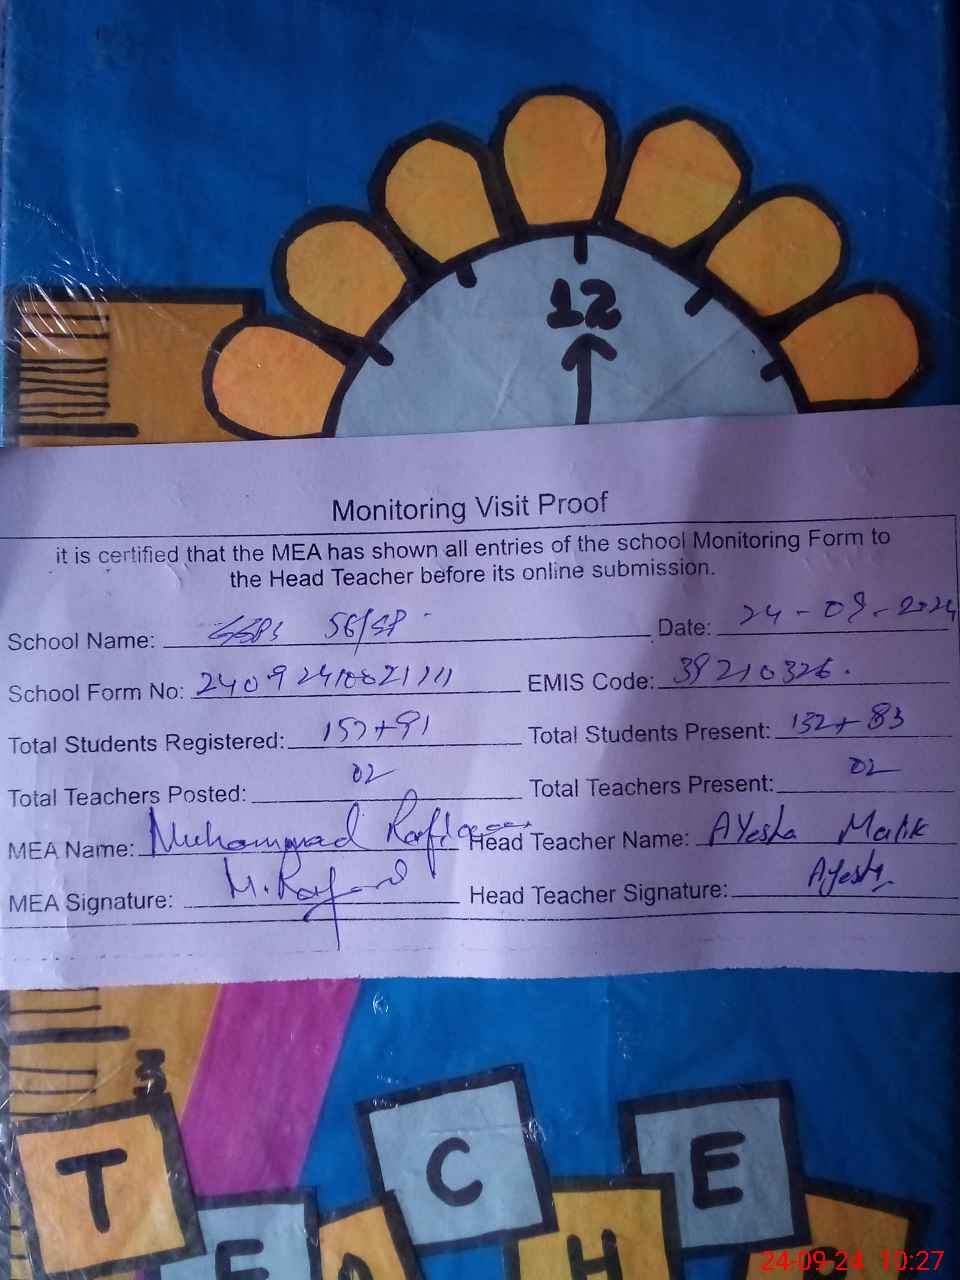 12
Monitoring Visit Proof
it is certified that the MEA has shown all entries of the school Monitoring Form to
the Head Teacher before its online submission.
School Name: 56/SP Date: 24-09-2024
School Form No: EMIS Code: 39210326.
Total Students Registered: 157+91 Total Students Present: 132+83
Total Teachers Posted: 02 Total Teachers Present: 02
MEA Name: Muhammad Head Teacher Name: Ayesha Malik
MEA Signature: Head Teacher Signature: Ayesha
3
T E A C H E
24-09-24 10:27